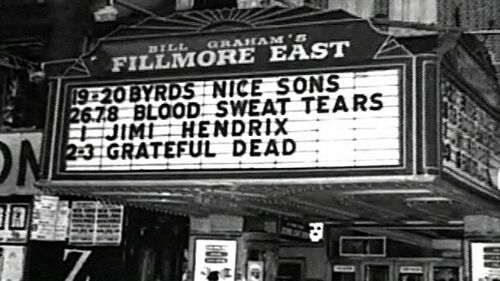 BILL GRAHAM'S
FILLMORE EAST
19-20 BYRDS NICE SONS
26.7.8 BLOOD SWEAT TEARS
1 JIMI HENDRIX
2-3 GRATEFUL DEAD
ON
Z